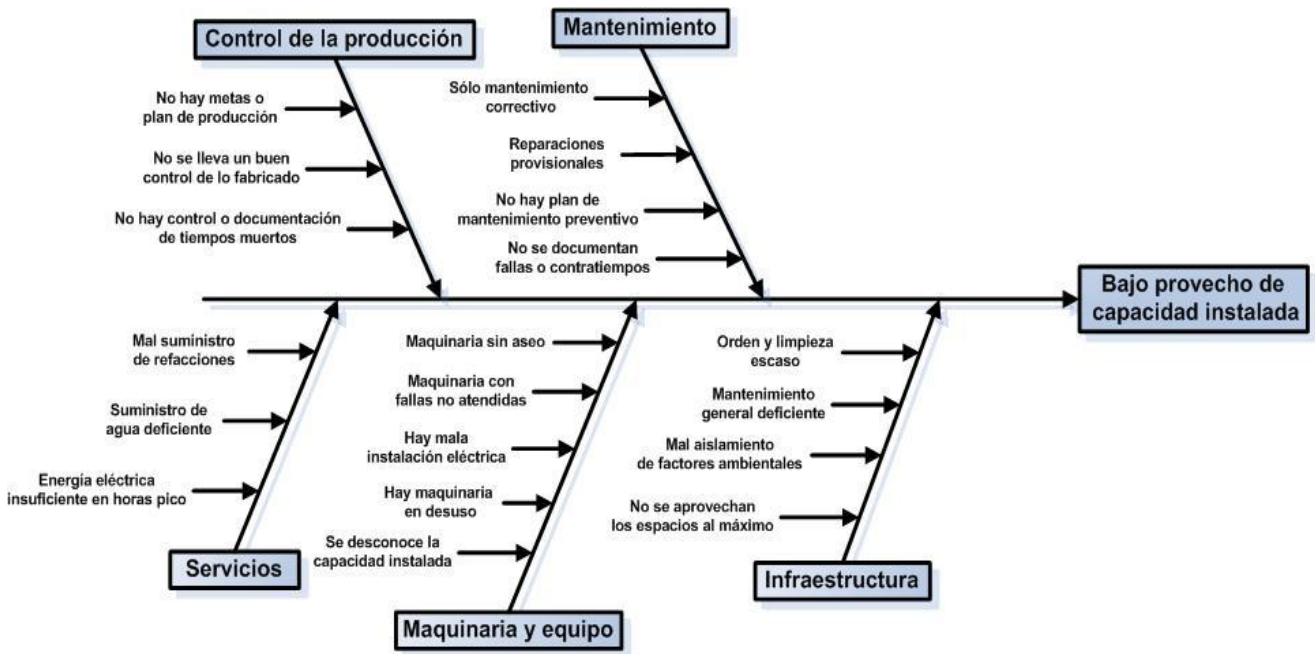 Control de la producción
No hay metas o
plan de producción
No se lleva un buen
control de lo fabricado
No hay control o documentación
de tiempos muertos
Mantenimiento
Sólo mantenimiento
correctivo
Reparaciones
provisionales
No hay plan de
mantenimiento preventivo
No se documentan
fallas o contratiempos
Bajo provecho de
capacidad instalada
Mal suministro
de refacciones
Suministro de
agua deficiente
Energía eléctrica
insuficiente en horas pico
Servicios
Maquinaria sin aseo
Maquinaria con
fallas no atendidas
Hay mala
instalación eléctrica
Hay maquinaria
en desuso
Se desconoce la
capacidad instalada
Maquinaria y equipo
Orden y limpieza
escaso
Mantenimiento
general deficiente
Mal aislamiento
de factores ambientales
No se aprovechan
los espacios al máximo
Infraestructura